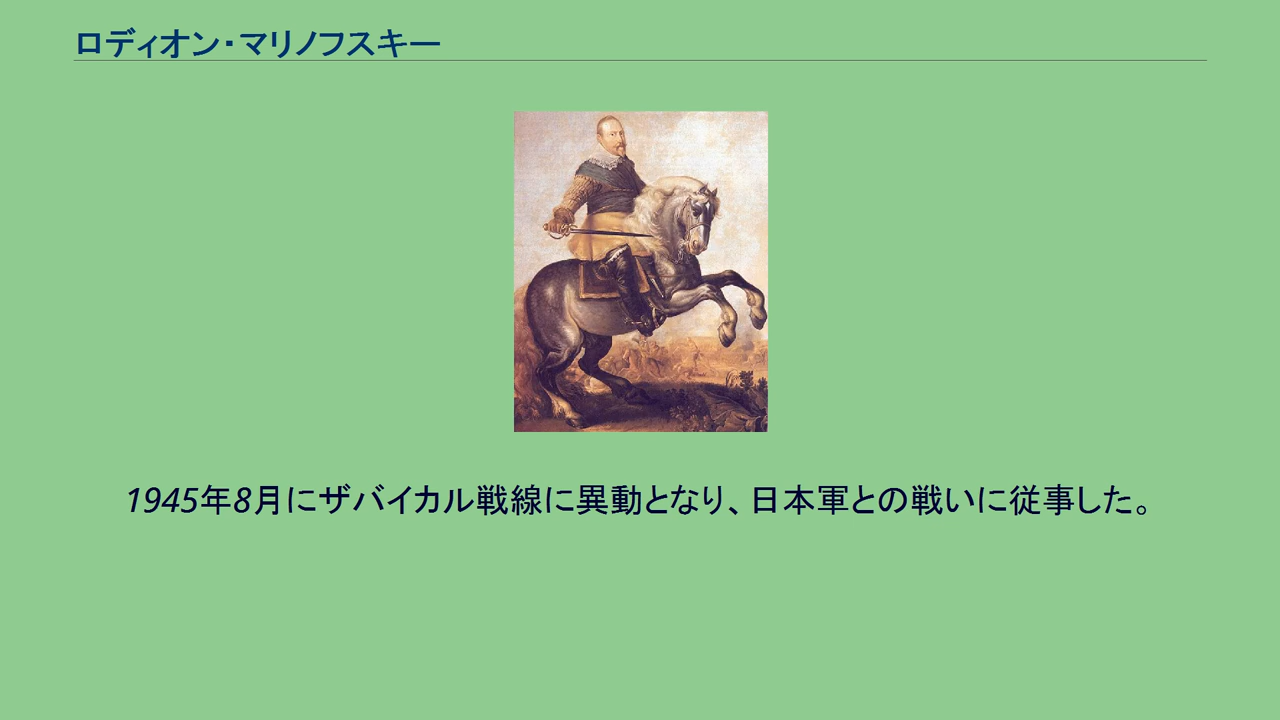 ロディオン・マリノフスキー
1945年8月にザバイカル戦線に異動となり、日本軍との戦いに従事した。